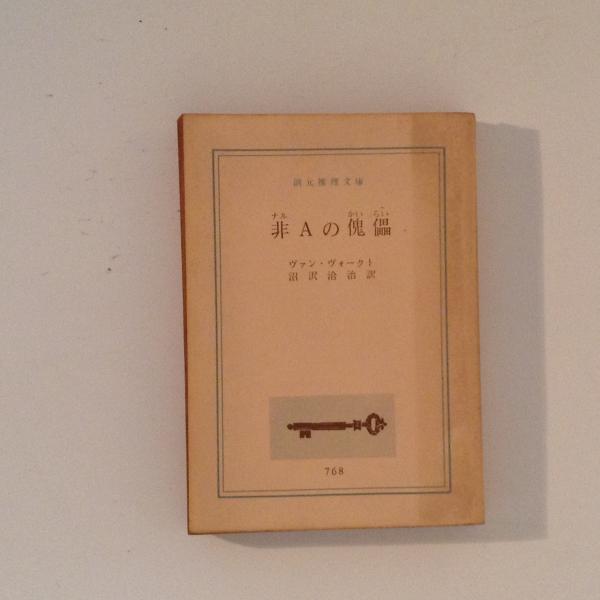 創元推理文庫
ナル かい らい
非Aの傀儡
ヴァン・ヴォークト
沼沢洽治訳
768